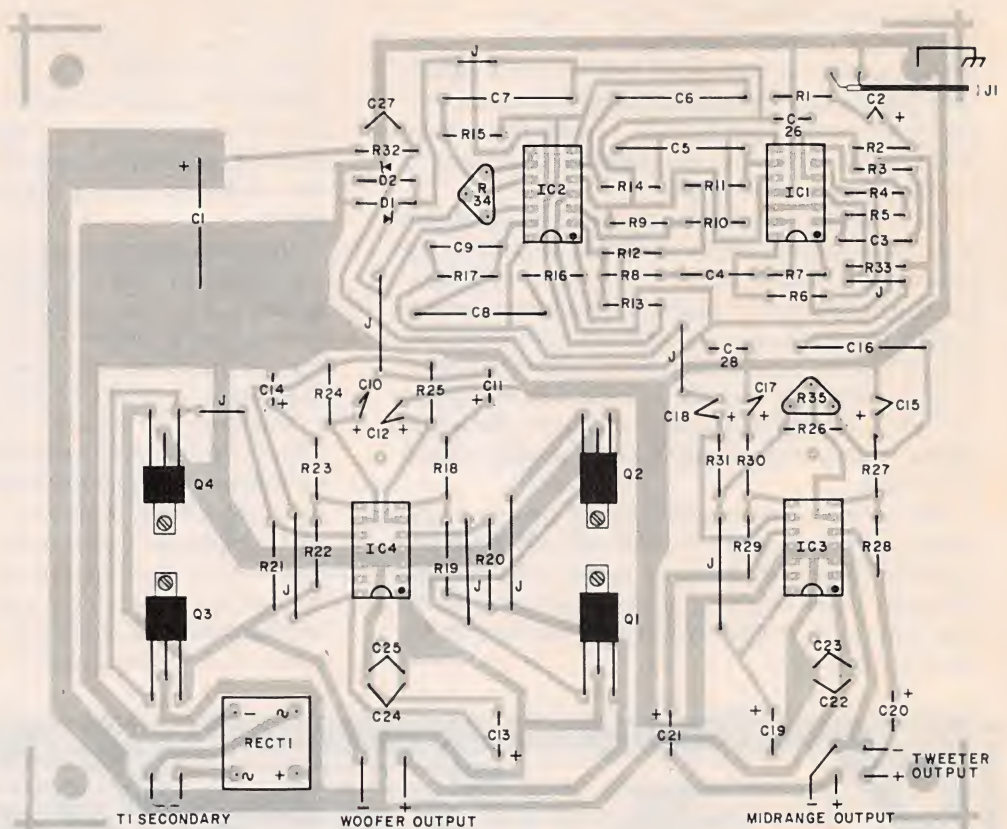 J
J1
C7
C6
R1
C2
+
C27
C
26
R15
C5
R2
R32
R3
+
D2
R
34
IC2
R14
R11
IC1
R4
D1
R5
C1
R9
R10
C3
C9
R12
R17
R16
R8
C4
R7
R33
R6
J
R13
C8
J
J
C
28
C16
C14
R24
C10
R25
C11
C17
R35
C15
+
J
+
C12
+
+
C18
+
+
+
R26
R23
R18
R31
R30
R27
Q4
Q2
R21
J
R22
IC4
R19
J
R20
J
J
R29
IC3
R28
Q3
Q1
C25
C23
C24
C22
- ~
RECT1
~ +
C13
+
+
C21
+
C19
+
C20
-
+
TWEETER
OUTPUT
- +
- +
T1 SECONDARY
WOOFER OUTPUT
MIDRANGE OUTPUT